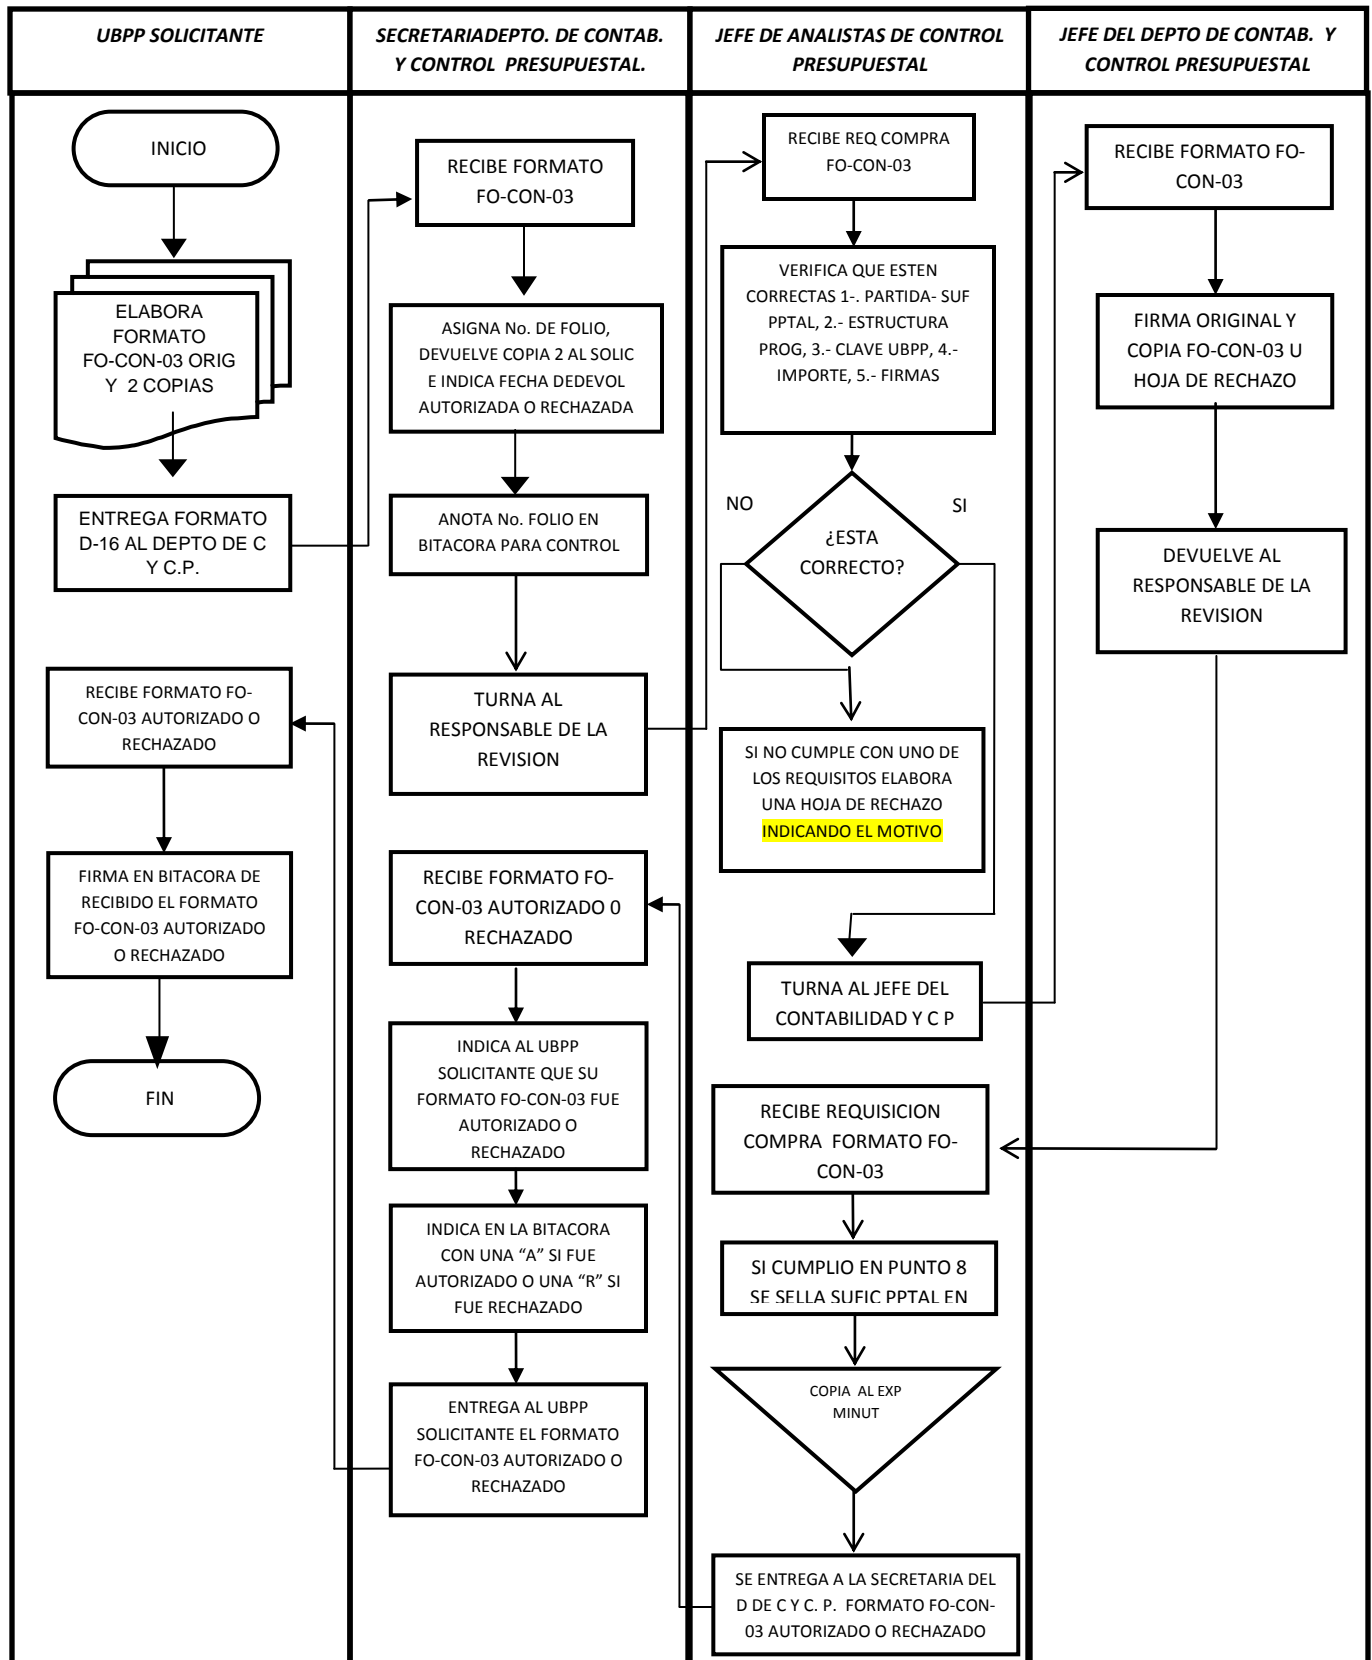 UBPP SOLICITANTE
SECRETARIADEPTO. DE CONTAB.
Y CONTROL PRESUPUESTAL.
JEFE DE ANALISTAS DE CONTROL
PRESUPUESTAL
JEFE DEL DEPTO DE CONTAB. Y
CONTROL PRESUPUESTAL
INICIO
ELABORA
FORMATO
FO-CON-03 ORIG
Y 2 COPIAS
ENTREGA FORMATO
D-16 AL DEPTO DE C
Y C.P.
RECIBE FORMATO FO-
CON-03 AUTORIZADO O
RECHAZADO
FIRMA EN BITACORA DE
RECIBIDO EL FORMATO
FO-CON-03 AUTORIZADO
O RECHAZADO
FIN
RECIBE FORMATO
FO-CON-03
ASIGNA No. DE FOLIO,
DEVUELVE COPIA 2 AL SOLIC
E INDICA FECHA DEDEVOL
AUTORIZADA O RECHAZADA
ANOTA No. FOLIO EN
BITACORA PARA CONTROL
TURNA AL
RESPONSABLE DE LA
REVISION
RECIBE FORMATO FO-
CON-03 AUTORIZADO 0
RECHAZADO
INDICA AL UBPP
SOLICITANTE QUE SU
FORMATO FO-CON-03 FUE
AUTORIZADO O
RECHAZADO
INDICA EN LA BITACORA
CON UNA “A” SI FUE
AUTORIZADO O UNA “R” SI
FUE RECHAZADO
ENTREGA AL UBPP
SOLICITANTE EL FORMATO
FO-CON-03 AUTORIZADO O
RECHAZADO
RECIBE REQ COMPRA
FO-CON-03
VERIFICA QUE ESTEN
CORRECTAS 1-. PARTIDA- SUF
PPTAL, 2.- ESTRUCTURA
PROG, 3.- CLAVE UBPP, 4.-
IMPORTE, 5.- FIRMAS
NO
SI
¿ESTA
CORRECTO?
SI NO CUMPLE CON UNO DE
LOS REQUISITOS ELABORA
UNA HOJA DE RECHAZO
INDICANDO EL MOTIVO
TURNA AL JEFE DEL
CONTABILIDAD Y C P
RECIBE REQUISICION
COMPRA FORMATO FO-
CON-03
SI CUMPLIO EN PUNTO 8
SE SELLA SUFIC PPTAL EN
COPIA AL EXP
MINUT
SE ENTREGA A LA SECRETARIA DEL
D DE C Y C. P. FORMATO FO-CON-
03 AUTORIZADO O RECHAZADO
RECIBE FORMATO FO-
CON-03
FIRMA ORIGINAL Y
COPIA FO-CON-03 U
HOJA DE RECHAZO
DEVUELVE AL
RESPONSABLE DE LA
REVISION